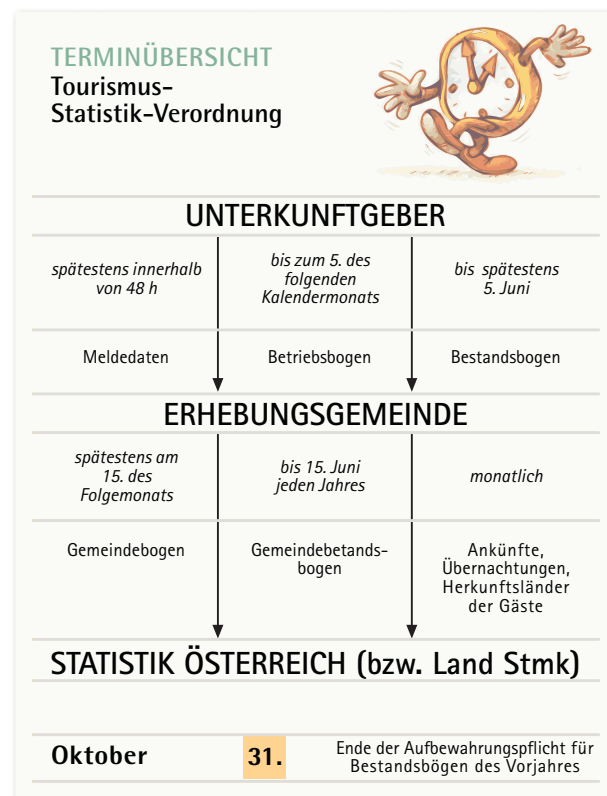 TERMINÜBERSICHT
Tourismus-
Statistik-Verordnung
UNTERKUNFTGEBER
spätestens innerhalb
von 48 h
bis zum 5. des
folgenden
Kalendermonats
bis spätestens
5. Juni
Meldedaten
Betriebsbogen
Bestandsbogen
ERHEBUNGSGEMEINDE
spätestens am
15. des
Folgemonats
bis 15. Juni
jeden Jahres
monatlich
Gemeindebogen
Gemeindebetands-
bogen
Ankünfte,
Übernachtungen,
Herkunftsländer
der Gäste
STATISTIK ÖSTERREICH (bzw. Land Stmk)
Oktober
31.
Ende der Aufbewahrungspflicht für
Bestandsbögen des Vorjahres